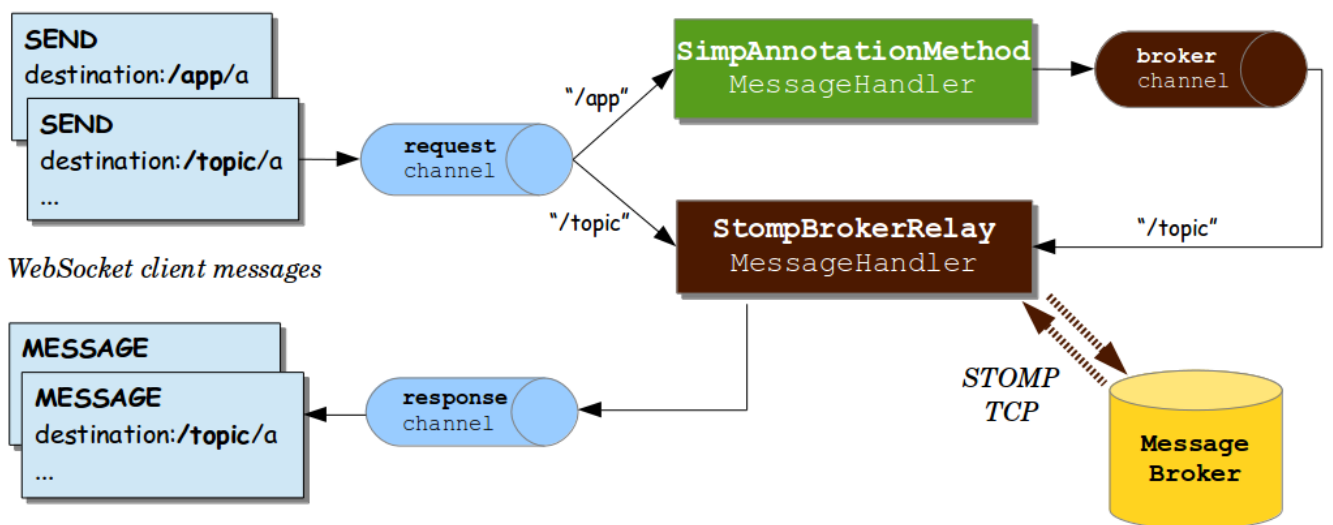 SEND
destination:/app/a
SEND
destination:/topic/a
...
WebSocket client messages
request
channel
“/app”
“/topic”
SimpAnnotationMethod
MessageHandler
broker
channel
StompBrokerRelay
MessageHandler
“/topic”
MESSAGE
MESSAGE
destination:/topic/a
...
response
channel
STOMP
TCP
Message
Broker